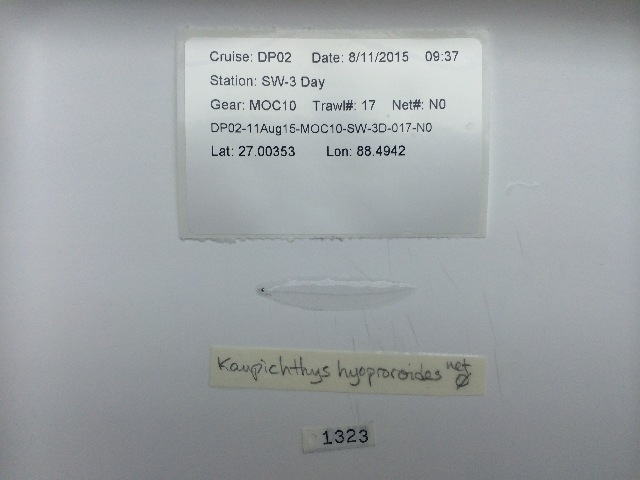 Cruise: DP02 Date: 8/11/2015 09:37
Station: SW-3 Day
Gear: MOC10 Trawl#: 17 Net#: N0
DP02-11Aug15-MOC10-SW-3D-017-N0
Lat: 27.00353 Lon: 88.4942
Kaupichthys hyoproroides net Ø
1323